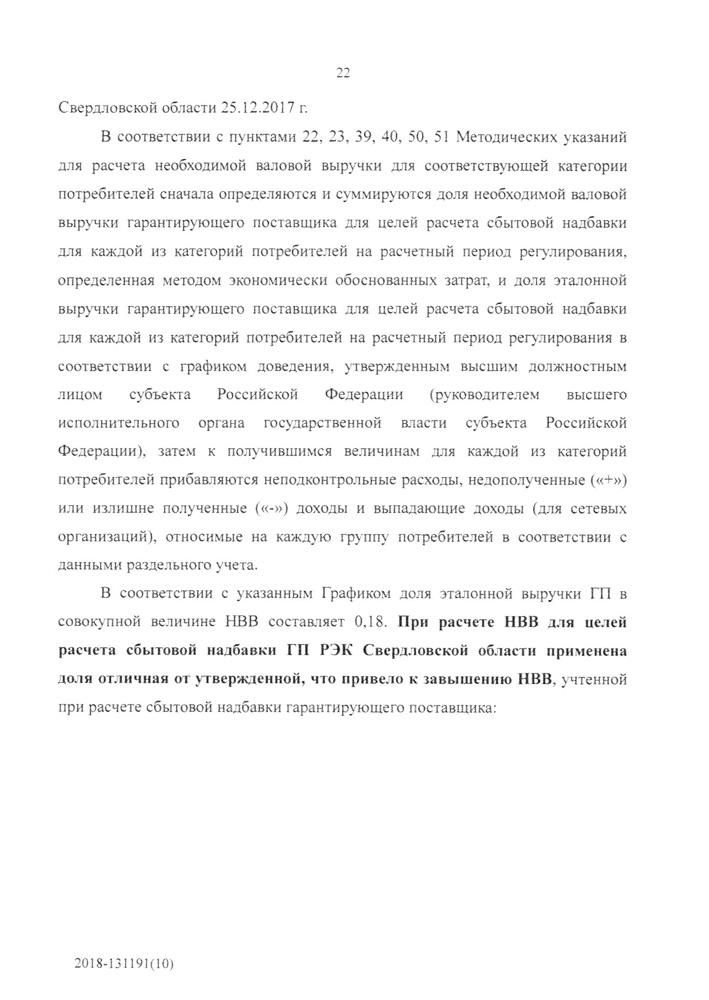 22
Свердловской области 25.12.2017 г.
В соответствии с пунктами 22, 23, 39, 40, 50, 51 Методических указаний
для расчета необходимой валовой выручки для соответствующей категории
потребителей сначала определяются и суммируются доля необходимой валовой
выручки гарантирующего поставщика для целей расчета сбытовой надбавки
для каждой из категорий потребителей на расчетный период регулирования,
определенная методом экономически обоснованных затрат, и доля эталонной
выручки гарантирующего поставщика для целей расчета сбытовой надбавки
для каждой из категорий потребителей на расчетный период регулирования в
соответствии с графиком доведения, утвержденным высшим должностным
лицом субъекта Российской Федерации (руководителем высшего
исполнительного органа государственной власти субъекта Российской
Федерации), затем к получившимся величинам для каждой из категорий
потребителей прибавляются неподконтрольные расходы, недополученные («+»)
или излишне полученные («-») доходы и выпадающие доходы (для сетевых
организаций), относимые на каждую группу потребителей в соответствии с
данными раздельного учета.
В соответствии с указанным Графиком доля эталонной выручки ГП в
совокупной величине НВВ составляет 0,18. При расчете НВВ для целей
расчета сбытовой надбавки ГП РЭК Свердловской области применена
доля отличная от утвержденной, что привело к завышению НВВ, учтенной
при расчете сбытовой надбавки гарантирующего поставщика:
2018-131191(10)